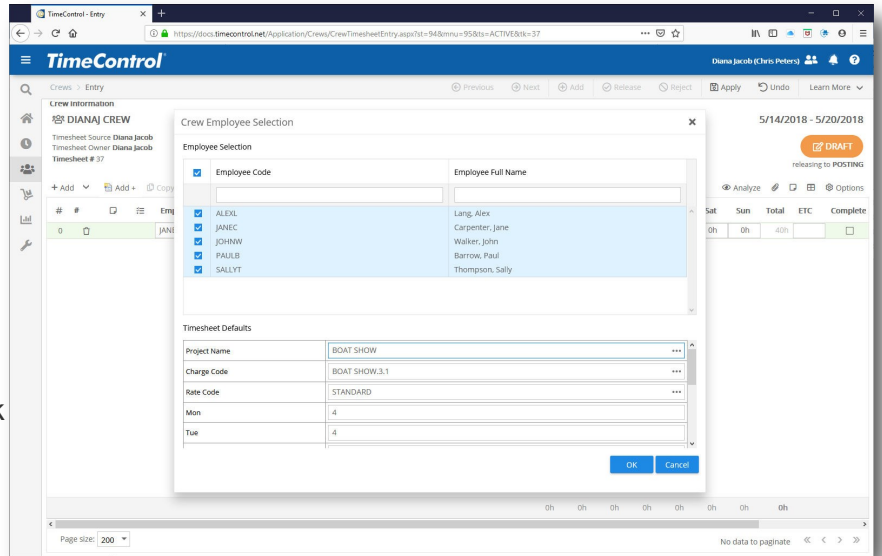 TimeControl - Entry
https://docs.timecontrol.net/Application/Crews/CrewTimesheetEntry.aspx?st=94&mnu=95&ts=ACTIVE&tk=37
TimeControl
Diana Jacob (Chris Peters)
Crews > Entry Previous Next Add Release Reject Apply Undo Learn More
Crew Information
DIANAJ CREW
5/14/2018 - 5/20/2018
Timesheet Source Diana Jacob
Timesheet Owner Diana Jacob
Timesheet # 37
DRAFT
releasing to POSTING
+ Add Add + Copy Analyze Options
# # Emp Sat Sun Total ETC Complete
0 JANE 0h 0h 40h
Crew Employee Selection
Employee Selection
Employee Code Employee Full Name
ALEXL Lang, Alex
JANEC Carpenter, Jane
JOHNW Walker, John
PAULB Barrow, Paul
SALLYT Thompson, Sally
Timesheet Defaults
Project Name BOAT SHOW
Charge Code BOAT SHOW.3.1
Rate Code STANDARD
Mon 4
Tue 4
OK Cancel
0h 0h 0h 0h 0h 0h 0h 0h
Page size: 200 No data to paginate